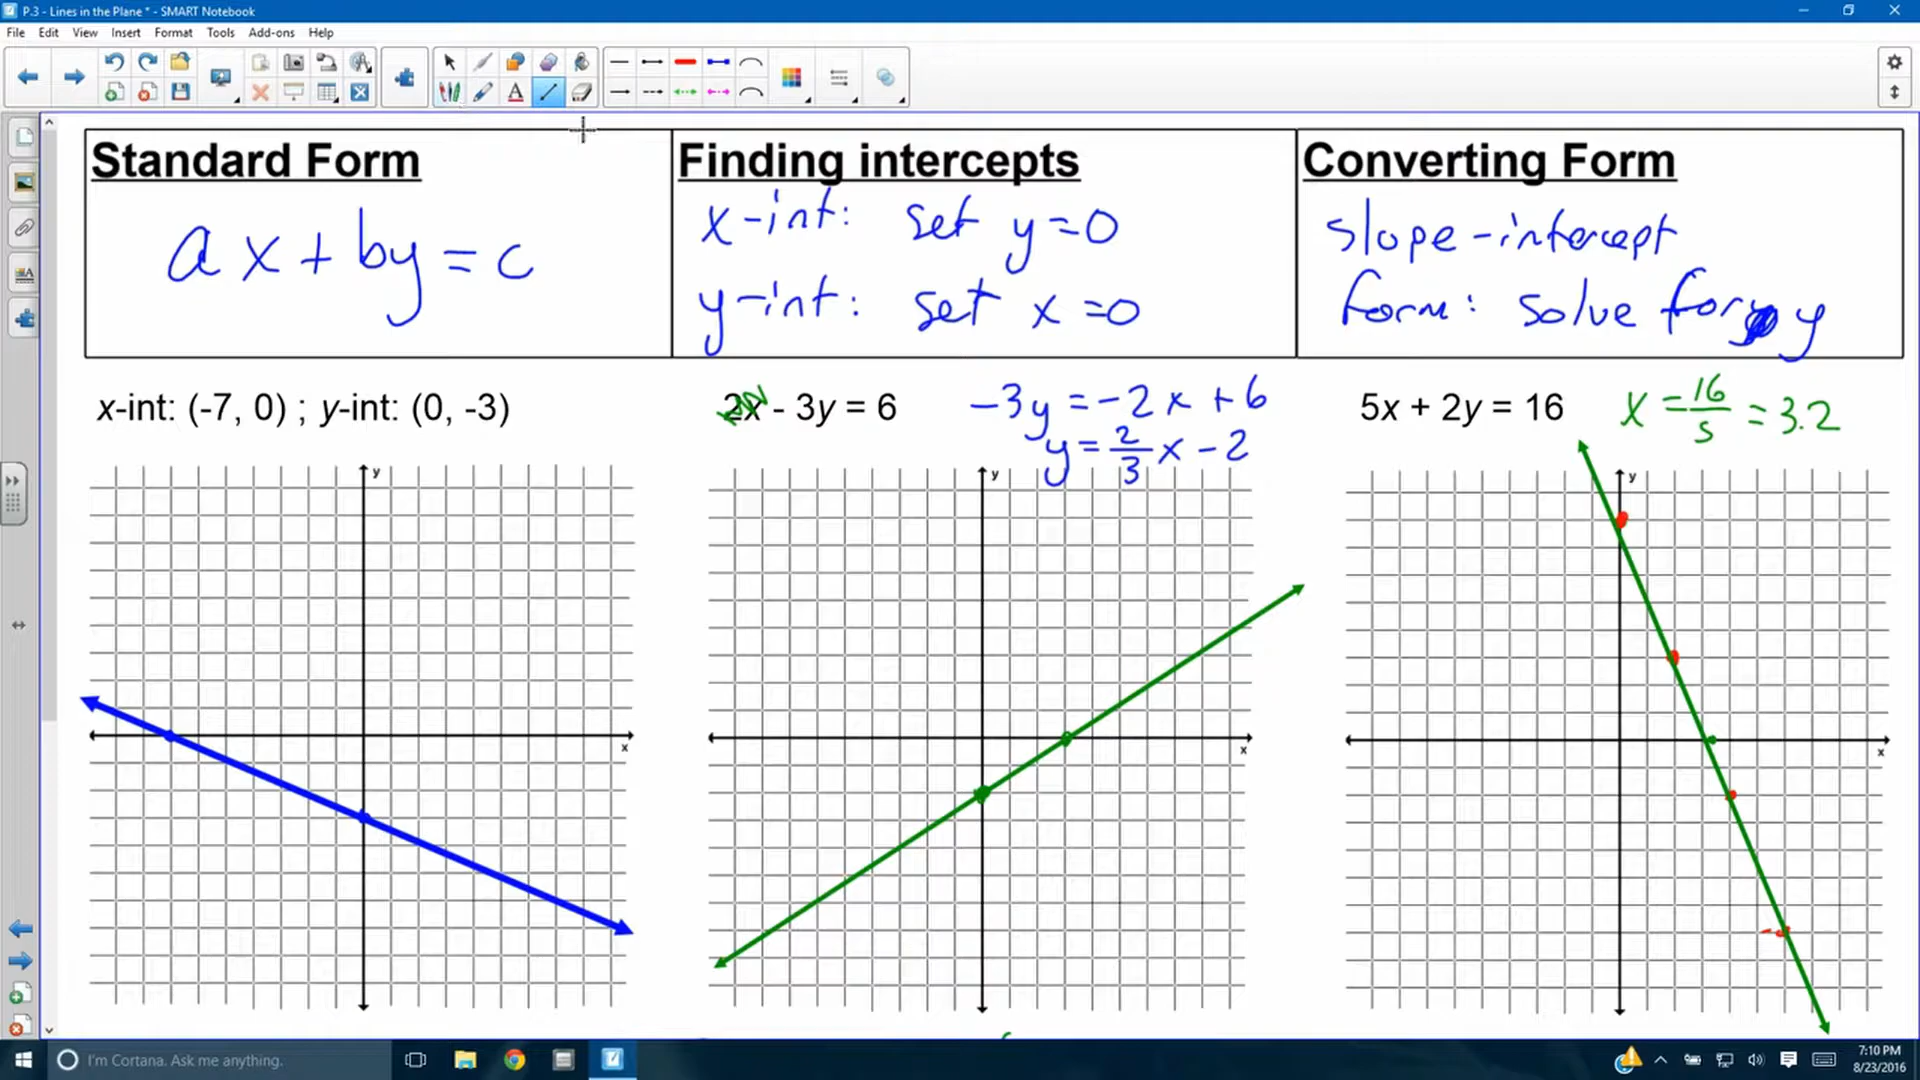 P.3 - Lines in the Plane * - SMART Notebook
File Edit View Insert Format Tools Add-ons Help
Standard Form
ax + by = c
Finding intercepts
x-int: set y=0
y-int: set x=0
Converting Form
slope-intercept
form: solve for y
x-int: (-7, 0) ; y-int: (0, -3)
2x - 3y = 6
-3y = -2x + 6
y = 2/3 x - 2
5x + 2y = 16
x = 16/5 = 3.2
y
x
y
x
y
x
I'm Cortana. Ask me anything.
7:10 PM
8/23/2016